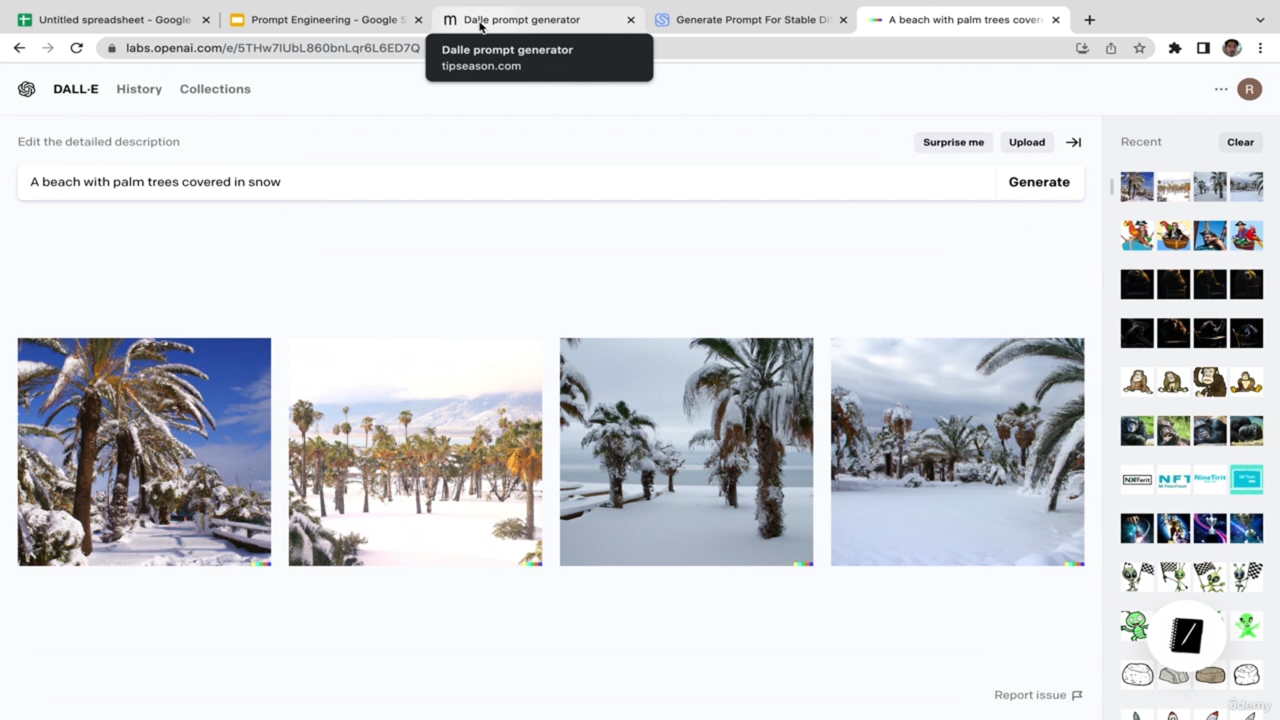 Untitled spreadsheet - Google
Prompt Engineering - Google S
Dalle prompt generator
Generate Prompt For Stable Di
A beach with palm trees cover
labs.openai.com/e/5THw7IUbL860bnLqr6L6ED7Q
Dalle prompt generator
tipseason.com
DALL·E
History
Collections
R
Edit the detailed description
Surprise me
Upload
Recent
Clear
A beach with palm trees covered in snow
Generate
Report issue
ûdemy